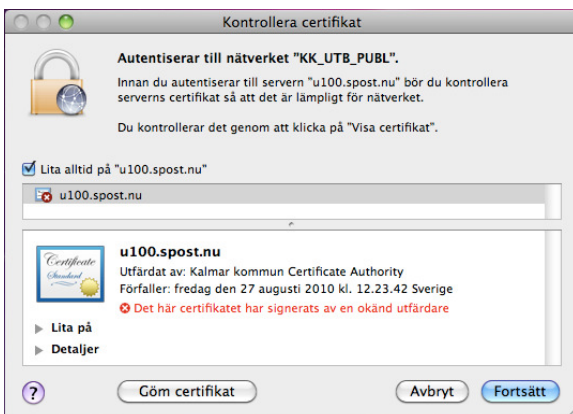 Kontrollera certifikat
Autentiserar till nätverket "KK_UTB_PUBL".
Innan du autentiserar till servern "u100.spost.nu" bör du kontrollera
serverns certifikat så att det är lämpligt för nätverket.
Du kontrollerar det genom att klicka på "Visa certifikat".
Lita alltid på "u100.spost.nu"
u100.spost.nu
Certificate
Standard
u100.spost.nu
Utfärdat av: Kalmar kommun Certificate Authority
Förfaller: fredag den 27 augusti 2010 kl. 12.23.42 Sverige
Det här certifikatet har signerats av en okänd utfärdare
Lita på
Detaljer
?
Göm certifikat
Avbryt
Fortsätt